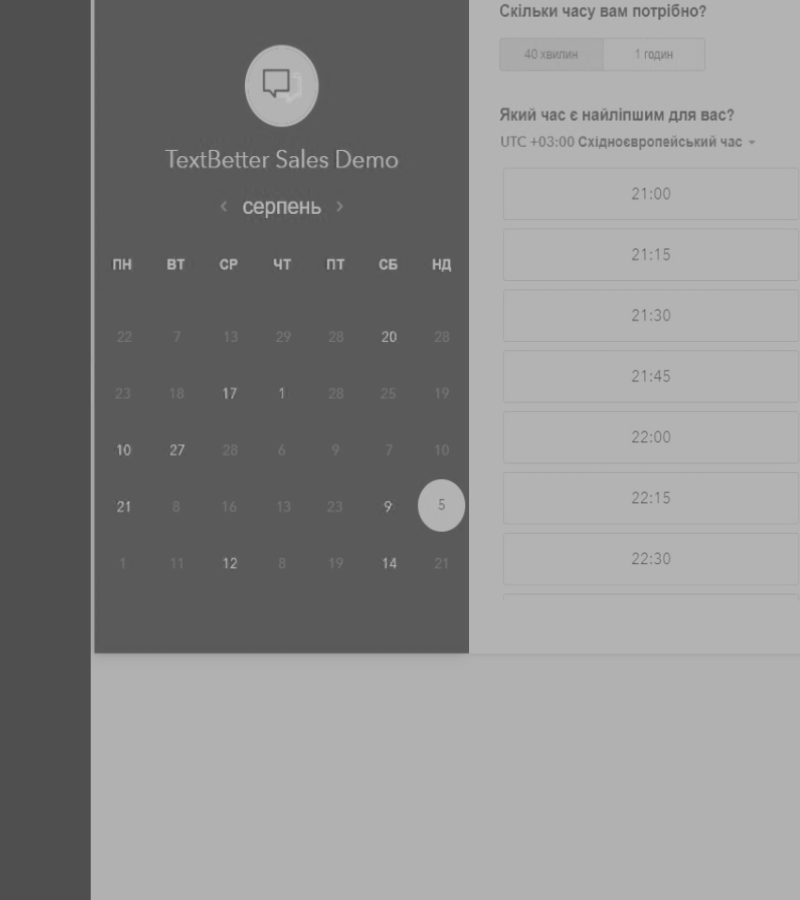 TextBetter Sales Demo
серпень
ПН ВТ СР ЧТ ПТ СБ НД
22 7 13 29 28 20 28
23 18 17 1 28 25 19
10 27 28 6 9 7 10
21 8 16 13 23 9 5
1 11 12 8 19 14 21
Скільки часу вам потрібно?
40 хвилин 1 годин
Який час є найліпшим для вас?
UTC +03:00 Східноєвропейський час
21:00
21:15
21:30
21:45
22:00
22:15
22:30